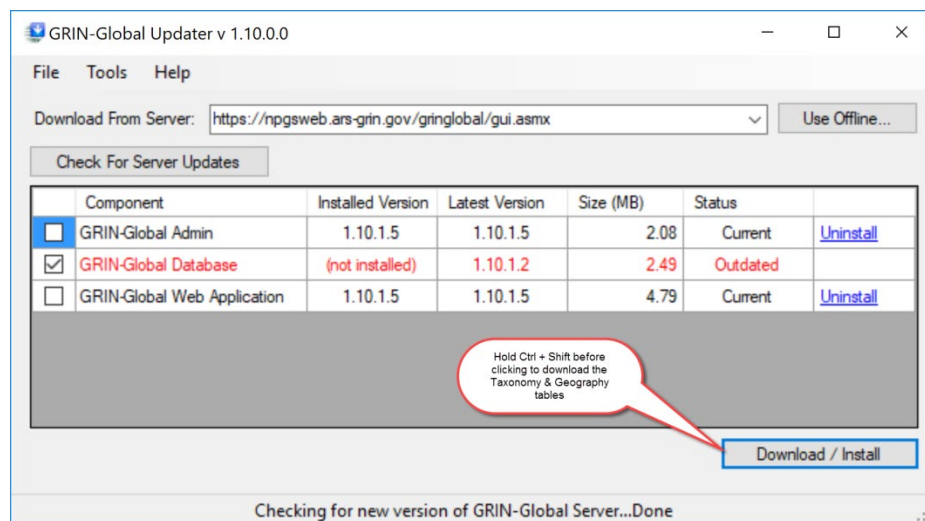 GRIN-Global Updater v 1.10.0.0
File Tools Help
Download From Server: https://npgsweb.ars-grin.gov/gringlobal/gui.asmx Use Offline...
Check For Server Updates
Component Installed Version Latest Version Size (MB) Status
GRIN-Global Admin 1.10.1.5 1.10.1.5 2.08 Current Uninstall
GRIN-Global Database (not installed) 1.10.1.2 2.49 Outdated
GRIN-Global Web Application 1.10.1.5 1.10.1.5 4.79 Current Uninstall
Hold Ctrl + Shift before
clicking to download the
Taxonomy & Geography
tables
Download / Install
Checking for new version of GRIN-Global Server...Done